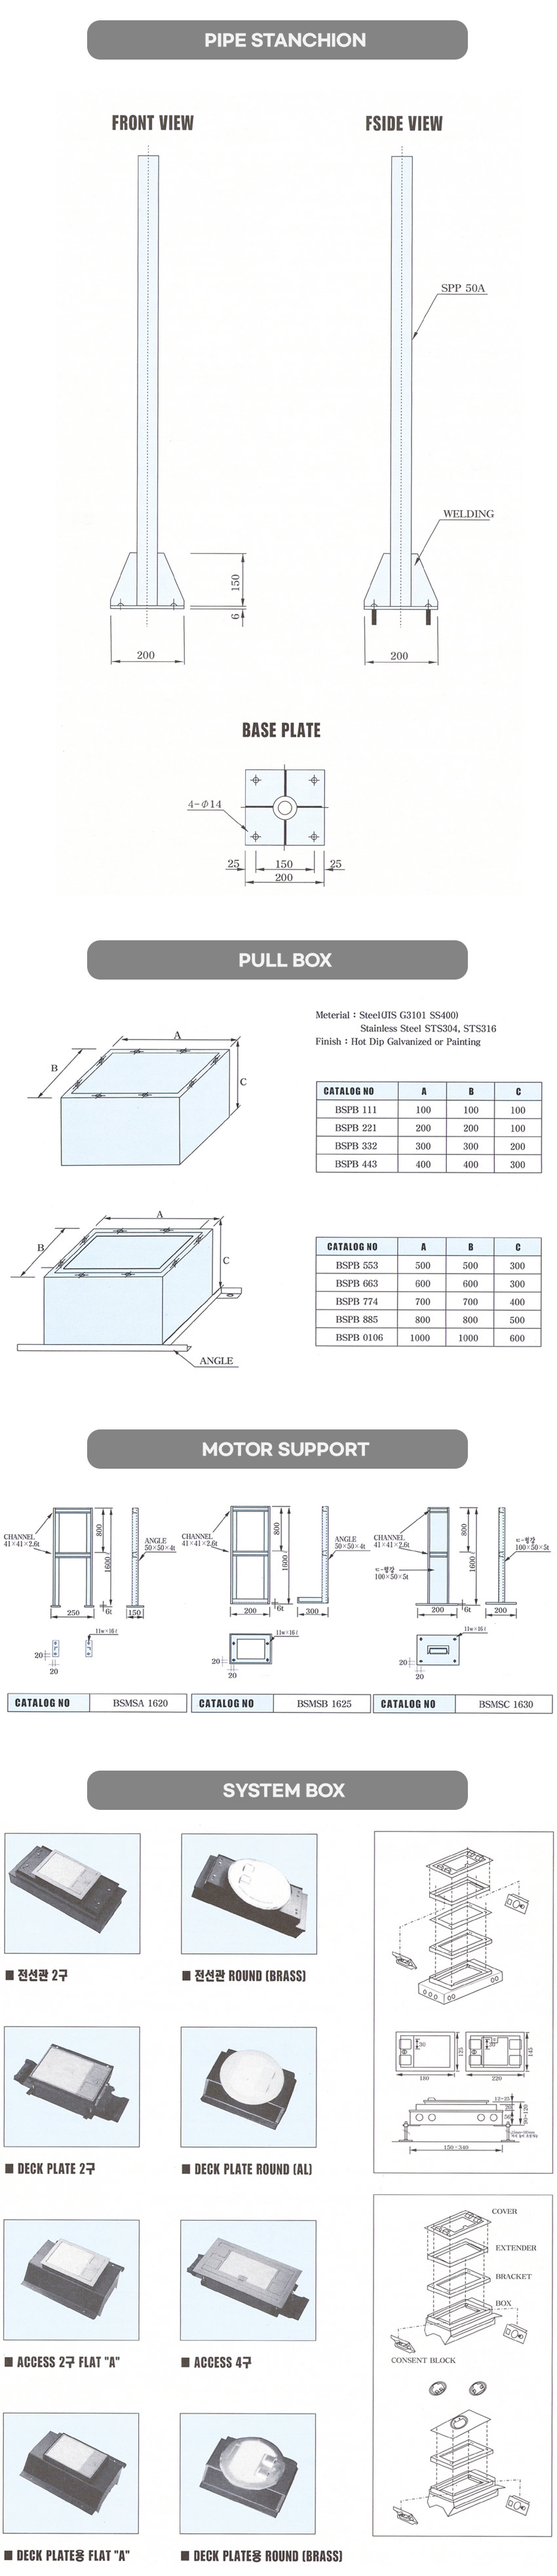 PIPE STANCHION
FRONT VIEW
FSIDE VIEW
SPP 50A
WELDING
150
6
200
200
BASE PLATE
4-Φ14
25
150
25
200
PULL BOX
Meterial : Steel(JIS G3101 SS400)
Stainless Steel STS304, STS316
Finish : Hot Dip Galvanized or Painting
A
B
C
CATALOG NO A B C
BSPB 111 100 100 100
BSPB 221 200 200 100
BSPB 332 300 300 200
BSPB 443 400 400 300
A
B
C
ANGLE
CATALOG NO A B C
BSPB 553 500 500 300
BSPB 663 600 600 300
BSPB 774 700 700 400
BSPB 885 800 800 500
BSPB 0106 1000 1000 600
MOTOR SUPPORT
CHANNEL
41×41×2.6t
800
1600
ANGLE
50×50×4t
250
6t
150
11w×16ℓ
20
20
CATALOG NO BSMSA 1620
CHANNEL
41×41×2.6t
800
1600
ANGLE
50×50×4t
200
6t
300
11w×16ℓ
20
20
CATALOG NO BSMSB 1625
CHANNEL
41×41×2.6t
ㄷ-형강
100×50×5t
800
1600
ㄷ-형강
100×50×5t
200
6t
200
11w×16ℓ
20
20
CATALOG NO BSMSC 1630
SYSTEM BOX
■ 전선관 2구
■ 전선관 ROUND (BRASS)
■ DECK PLATE 2구
■ DECK PLATE ROUND (AL)
30
125
180
145
220
12~25
90~120
150~340
■ ACCESS 2구 FLAT "A"
■ ACCESS 4구
COVER
EXTENDER
BRACKET
BOX
CONSENT BLOCK
■ DECK PLATE용 FLAT "A"
■ DECK PLATE용 ROUND (BRASS)